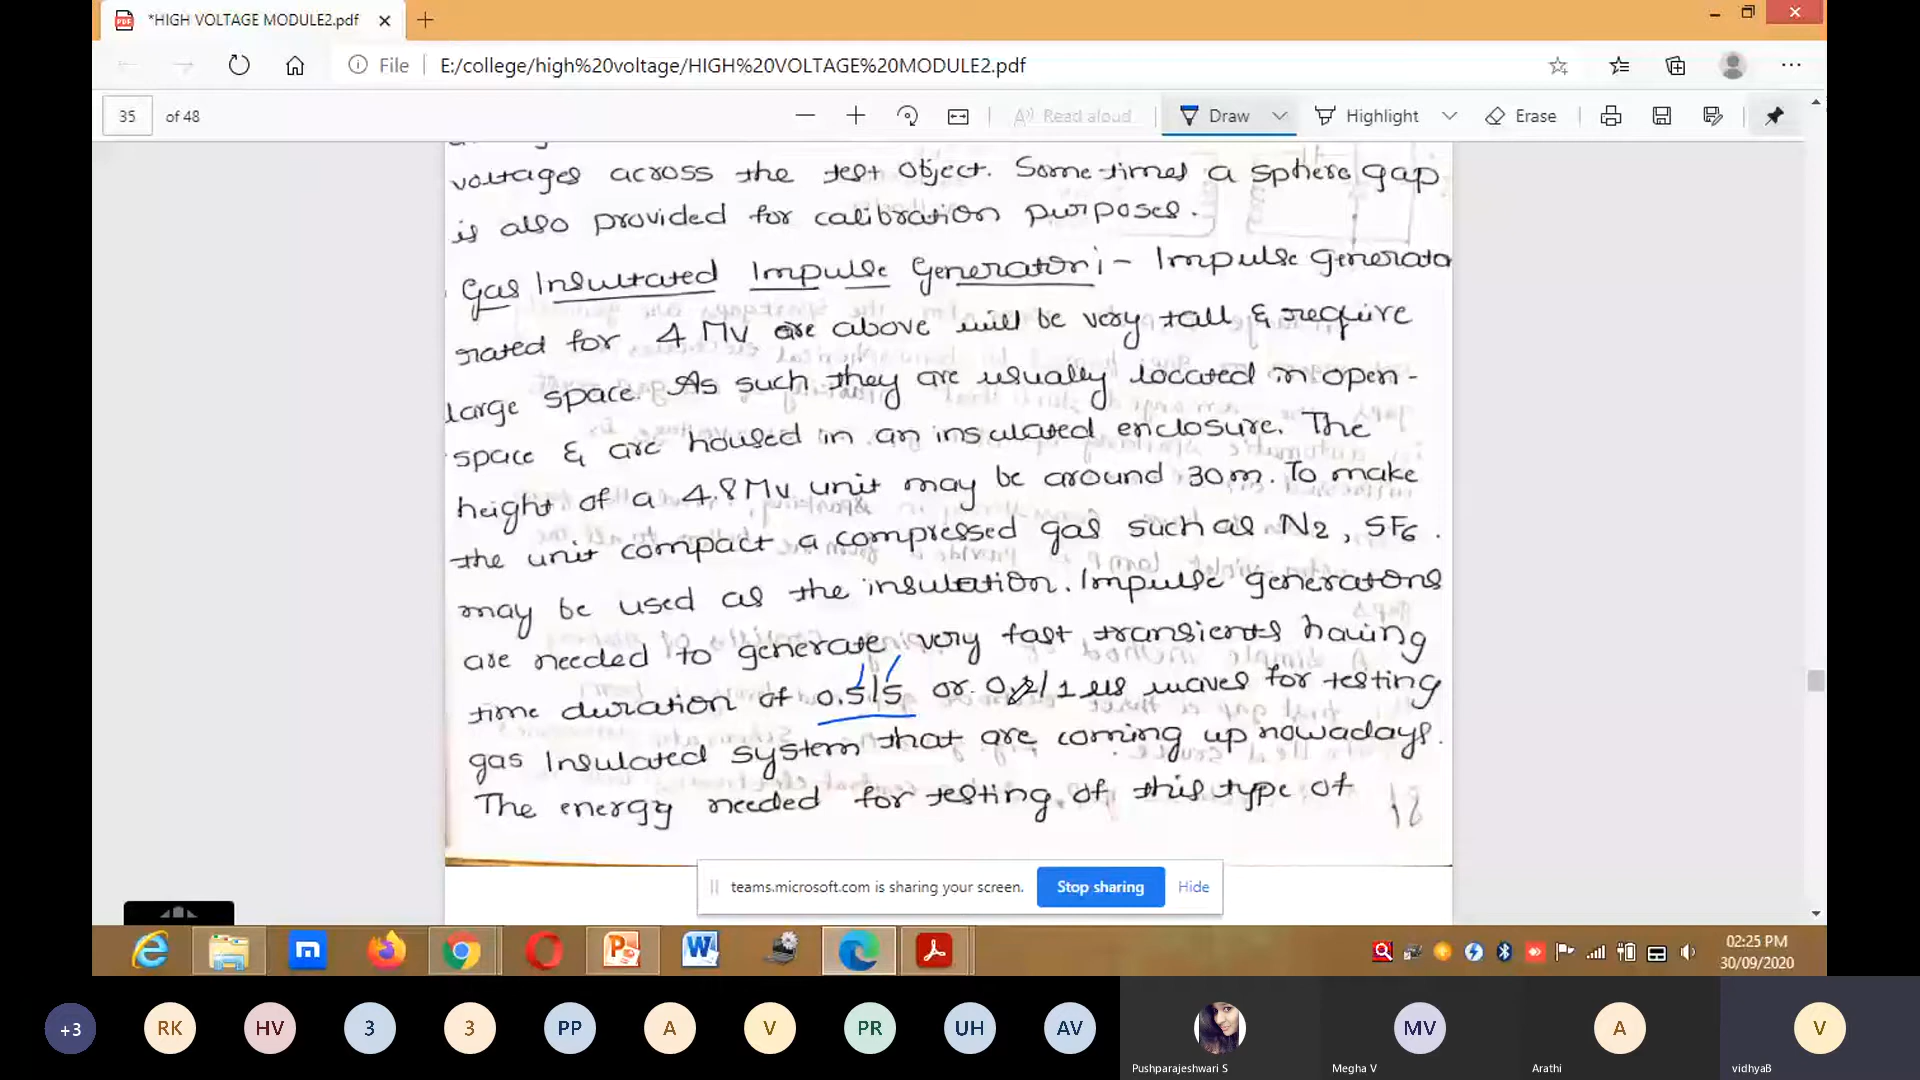 *HIGH VOLTAGE MODULE2.pdf
File E:/college/high%20voltage/HIGH%20VOLTAGE%20MODULE2.pdf
35 of 48 Read aloud Draw Highlight Erase
voltages across the test object. Some times a sphere gap
is also provided for calibration purposes.
Gas Insultated Impulse Generator:- Impulse generato
rated for 4 MV are above will be very tall & require
large space. As such they are usually located in open-
space & are housed in an insulated enclosure. The
height of a 4.8 MV unit may be around 30m. To make
the unit compact a compressed gas such as N2, SF6.
may be used as the insulation. Impulse generators
are needed to generate very fast transients having
time duration of 0.5/5 or 0.2/1 μs waves for testing
gas Insulated system that are coming up nowadays.
The energy needed for testing of this type of
teams.microsoft.com is sharing your screen. Stop sharing Hide
02:25 PM
30/09/2020
+3 RK HV 3 3 PP A V PR UH AV MV A V
Pushparajeshwari S Megha V Arathi vidhyaB